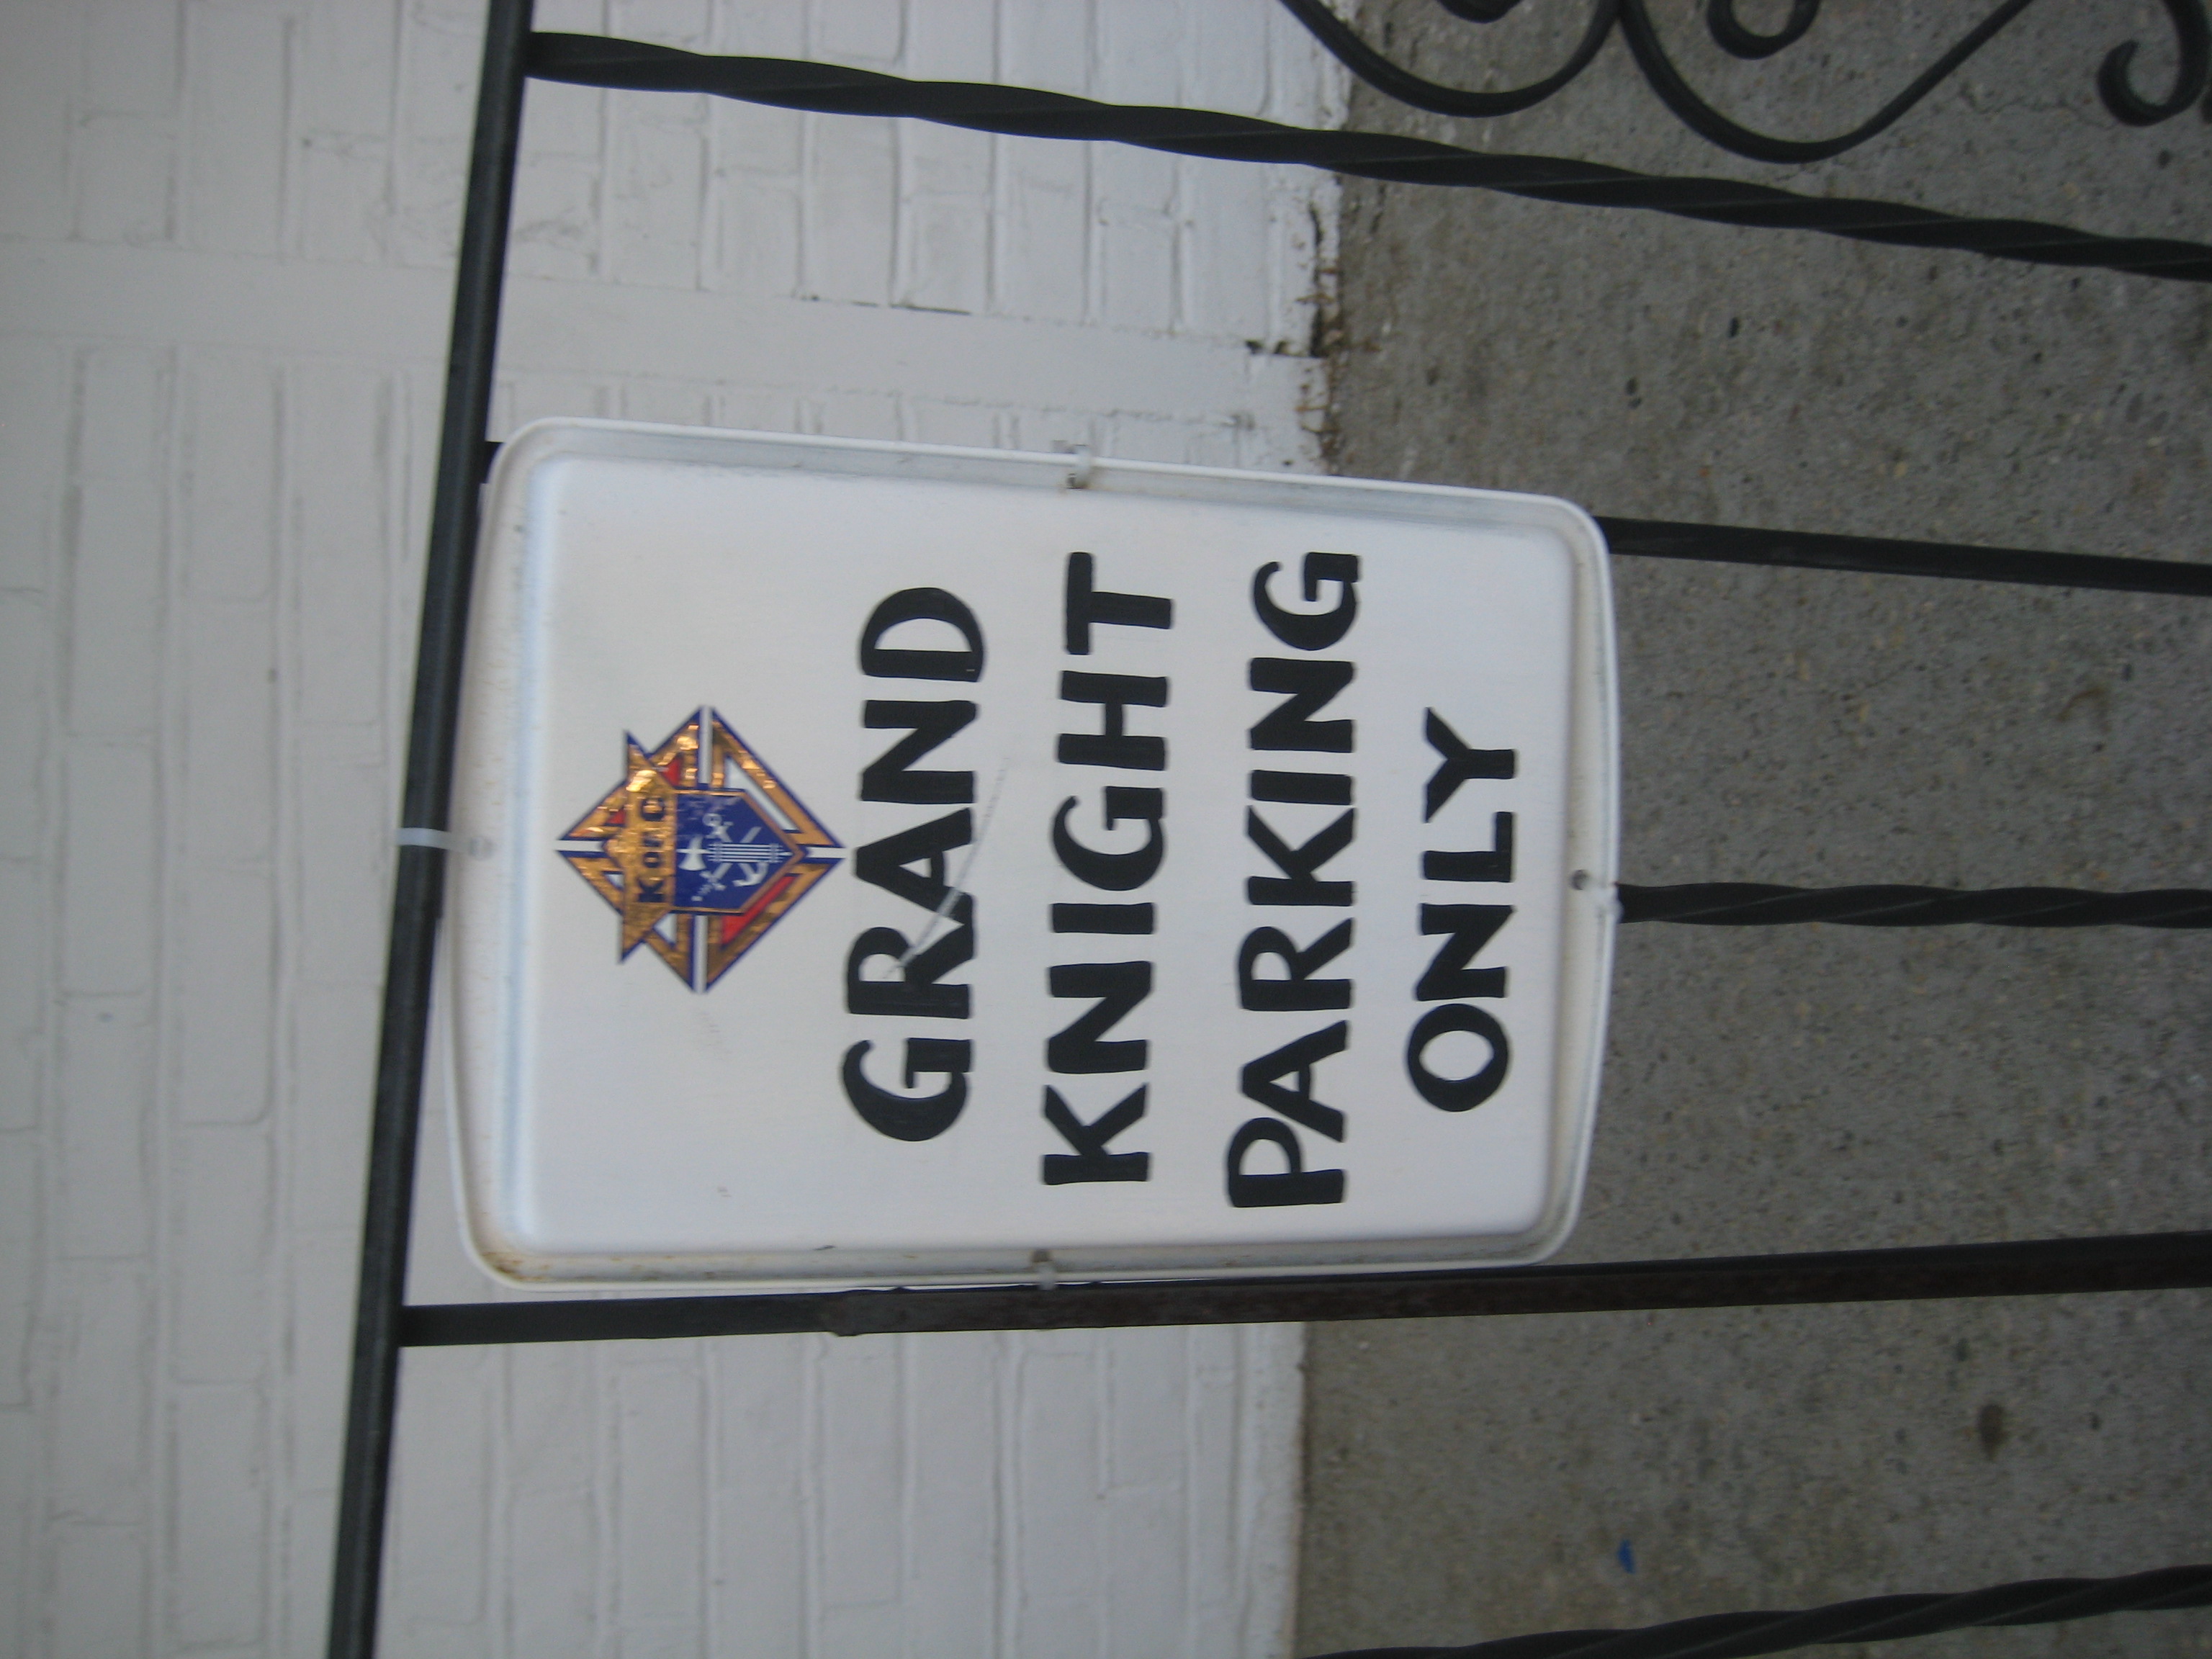 K of C
GRAND
KNIGHT
PARKING
ONLY